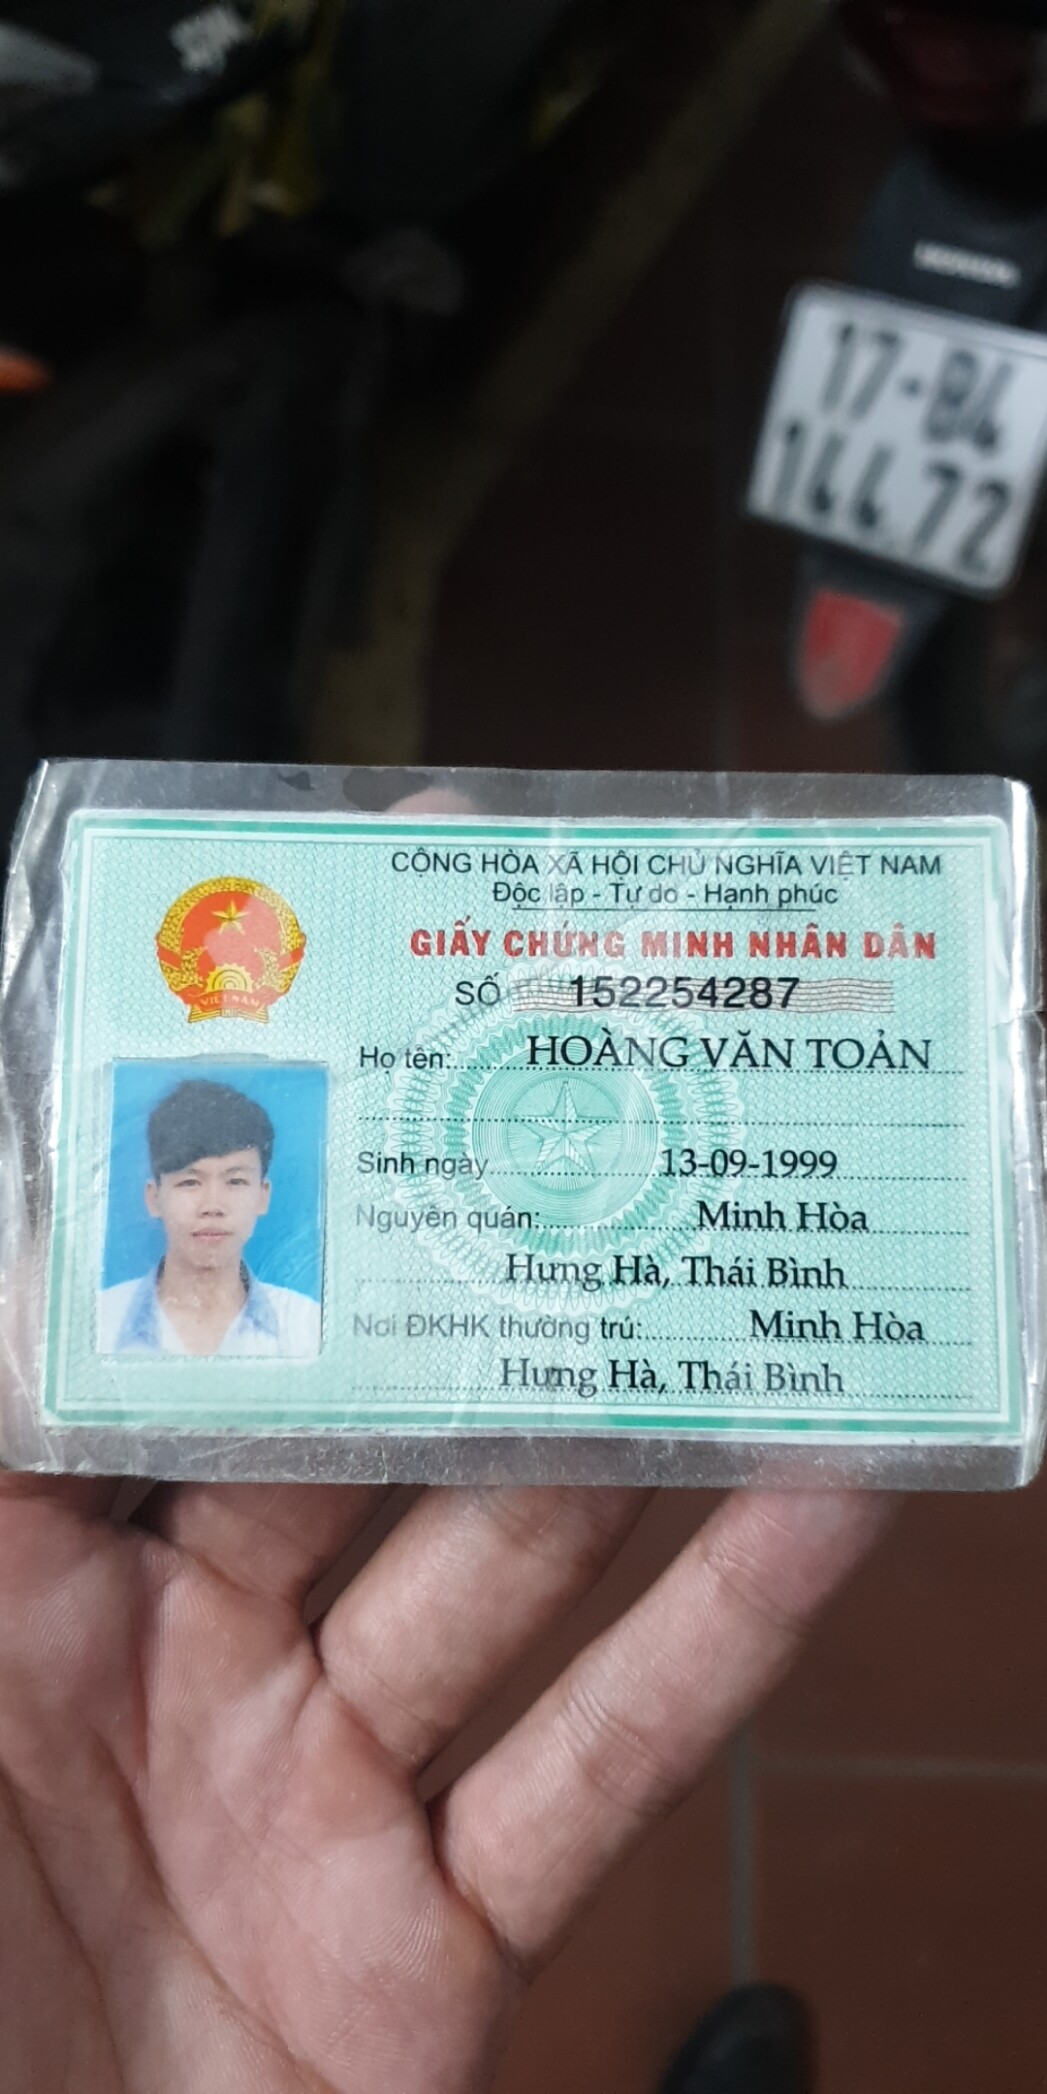 17-B4
144.72
CỘNG HÒA XÃ HỘI CHỦ NGHĨA VIỆT NAM
Độc lập - Tự do - Hạnh phúc
GIẤY CHỨNG MINH NHÂN DÂN
SỐ 152254287
VIỆT NAM
Họ tên: HOÀNG VĂN TOẢN
Sinh ngày 13-09-1999
Nguyên quán: Minh Hòa
Hưng Hà, Thái Bình
Nơi ĐKHK thường trú: Minh Hòa
Hưng Hà, Thái Bình